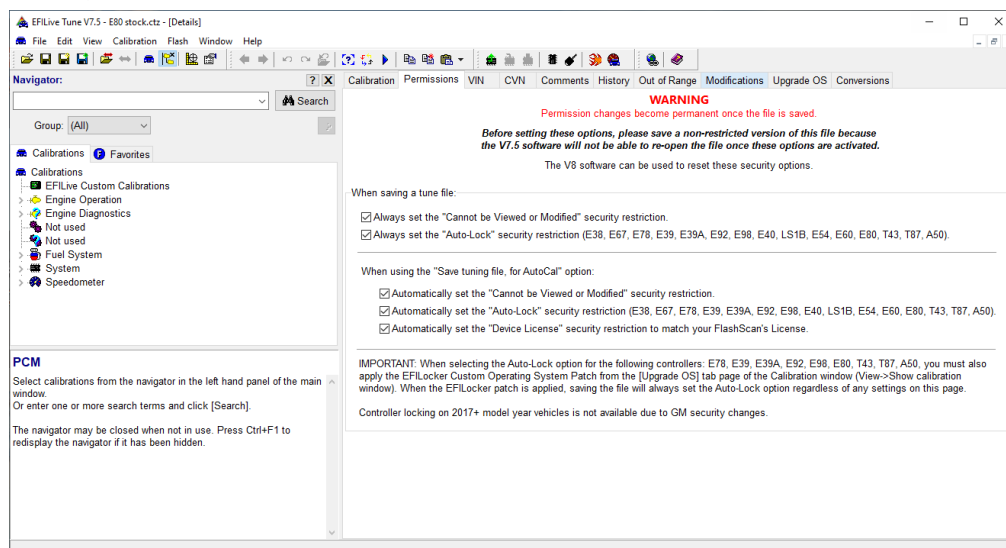 EFILive Tune V7.5 - E80 stock.ctz - [Details]
File Edit View Calibration Flash Window Help
Navigator:
? X
Search
Group: (All)
Calibrations Favorites
Calibrations
EFILive Custom Calibrations
Engine Operation
Engine Diagnostics
Not used
Not used
Fuel System
System
Speedometer
PCM
Select calibrations from the navigator in the left hand panel of the main
window.
Or enter one or more search terms and click [Search].
The navigator may be closed when not in use. Press Ctrl+F1 to
redisplay the navigator if it has been hidden.
Calibration Permissions VIN CVN Comments History Out of Range Modifications Upgrade OS Conversions
WARNING
Permission changes become permanent once the file is saved.
Before setting these options, please save a non-restricted version of this file because
the V7.5 software will not be able to re-open the file once these options are activated.
The V8 software can be used to reset these security options.
When saving a tune file:
Always set the "Cannot be Viewed or Modified" security restriction.
Always set the "Auto-Lock" security restriction (E38, E67, E78, E39, E39A, E92, E98, E40, LS1B, E54, E60, E80, T43, T87, A50).
When using the "Save tuning file, for AutoCal" option:
Automatically set the "Cannot be Viewed or Modified" security restriction.
Automatically set the "Auto-Lock" security restriction (E38, E67, E78, E39, E39A, E92, E98, E40, LS1B, E54, E60, E80, T43, T87, A50).
Automatically set the "Device License" security restriction to match your FlashScan's License.
IMPORTANT: When selecting the Auto-Lock option for the following controllers: E78, E39, E39A, E92, E98, E80, T43, T87, A50, you must also
apply the EFILocker Custom Operating System Patch from the [Upgrade OS] tab page of the Calibration window (View->Show calibration
window). When the EFILocker patch is applied, saving the file will always set the Auto-Lock option regardless of any settings on this page.
Controller locking on 2017+ model year vehicles is not available due to GM security changes.